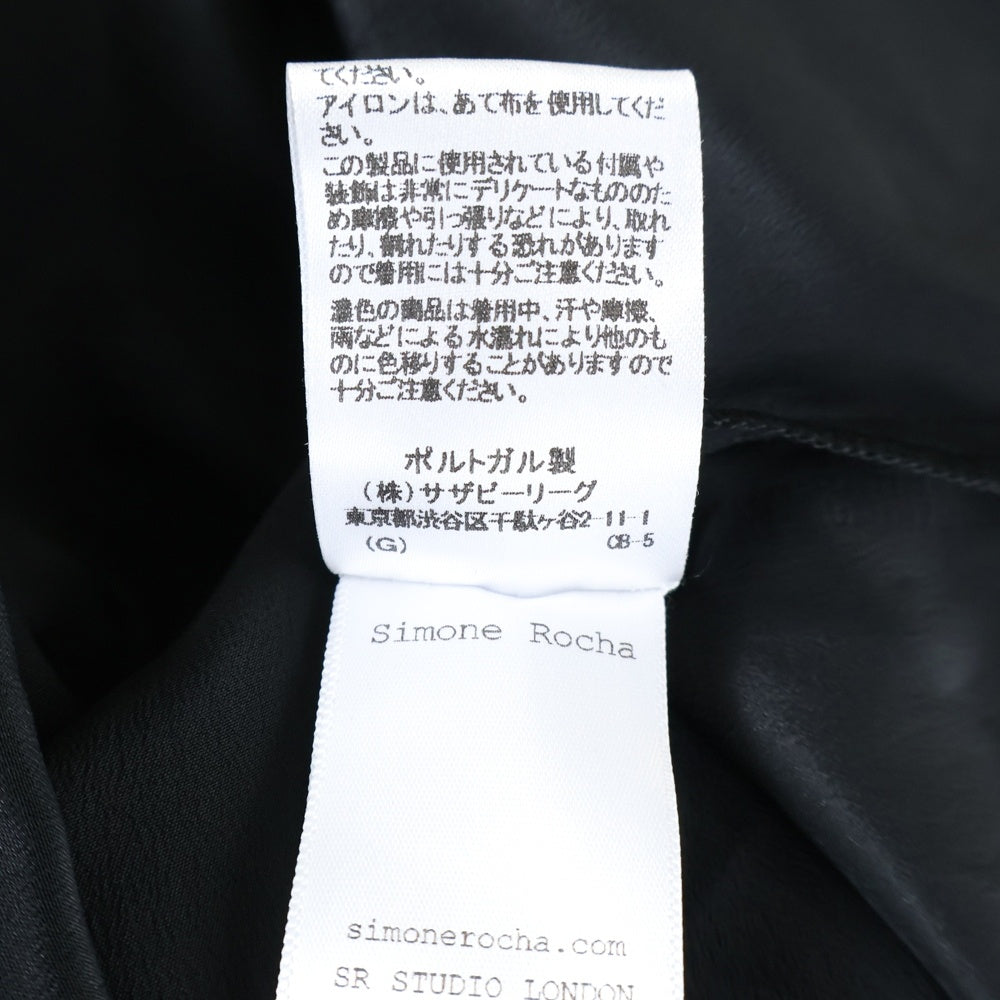 てください。
アイロンは、あて布を使用してくだ
さい。
この製品に使用されている付属や
装飾は非常にデリケートなもののた
め摩擦や引っ張りなどにより、取れ
たり、壊れたりする恐れがあります
ので着用には十分ご注意ください。
濃色の商品は着用中、汗や摩擦、
雨などによる水濡れにより他のも
のに色移りすることがありますので
十分ご注意ください。
ポルトガル製
(株)サザビーリーグ
東京都渋谷区千駄ヶ谷2-11-1
(G) CB-5
Simone Rocha
simonerocha.com
SR STUDIO LONDON